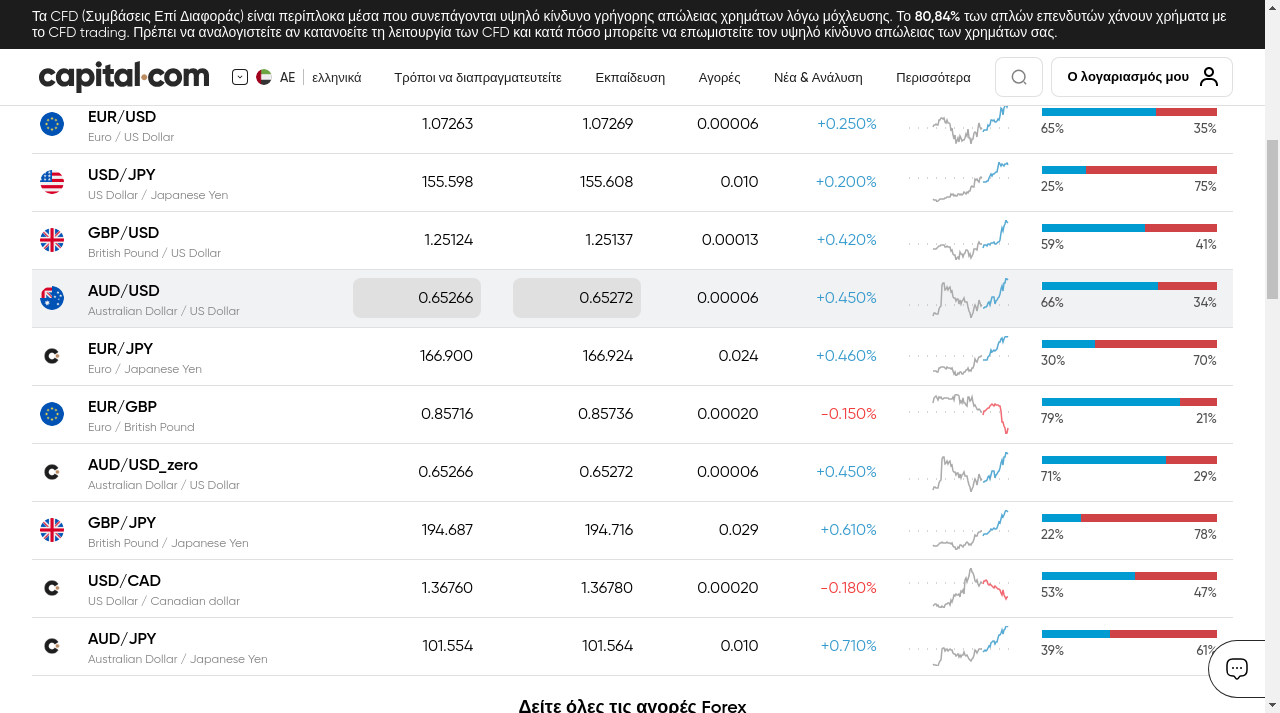 Τα CFD (Συμβάσεις Επί Διαφοράς) είναι περίπλοκα μέσα που συνεπάγονται υψηλό κίνδυνο γρήγορης απώλειας χρημάτων λόγω μόχλευσης. Το 80,84% των απλών επενδυτών χάνουν χρήματα με
το CFD trading. Πρέπει να αναλογιστείτε αν κατανοείτε τη λειτουργία των CFD και κατά πόσο μπορείτε να επωμιστείτε τον υψηλό κίνδυνο απώλειας των χρημάτων σας.
capital.com AE ελληνικά Τρόποι να διαπραγματευτείτε Εκπαίδευση Αγορές Νέα & Ανάλυση Περισσότερα Ο λογαριασμός μου
EUR/USD 1.07263 1.07269 0.00006 +0.250%
Euro / US Dollar 65% 35%
USD/JPY 155.598 155.608 0.010 +0.200%
US Dollar / Japanese Yen 25% 75%
GBP/USD 1.25124 1.25137 0.00013 +0.420%
British Pound / US Dollar 59% 41%
AUD/USD 0.65266 0.65272 0.00006 +0.450%
Australian Dollar / US Dollar 66% 34%
EUR/JPY 166.900 166.924 0.024 +0.460%
Euro / Japanese Yen 30% 70%
EUR/GBP 0.85716 0.85736 0.00020 -0.150%
Euro / British Pound 79% 21%
AUD/USD_zero 0.65266 0.65272 0.00006 +0.450%
Australian Dollar / US Dollar 71% 29%
GBP/JPY 194.687 194.716 0.029 +0.610%
British Pound / Japanese Yen 22% 78%
USD/CAD 1.36760 1.36780 0.00020 -0.180%
US Dollar / Canadian dollar 53% 47%
AUD/JPY 101.554 101.564 0.010 +0.710%
Australian Dollar / Japanese Yen 39% 61%
Δείτε όλες τις αγορές Forex